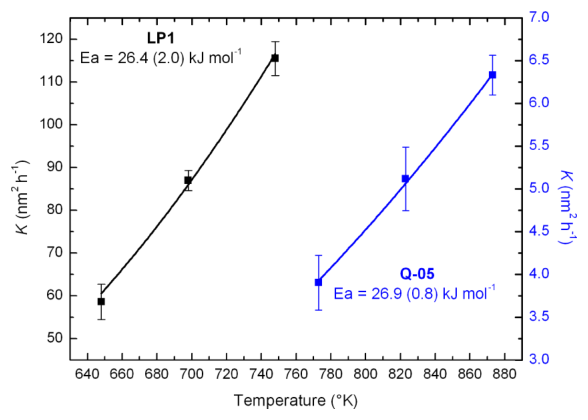 LP1
Ea = 26.4 (2.0) kJ mol⁻¹
120
110
100
90
80
70
60
50
K (nm² h⁻¹)
7.0
6.5
6.0
5.5
5.0
4.5
4.0
3.5
3.0
K (nm² h⁻¹)
Q-05
Ea = 26.9 (0.8) kJ mol⁻¹
640 660 680 700 720 740 760 780 800 820 840 860 880
Temperature (°K)